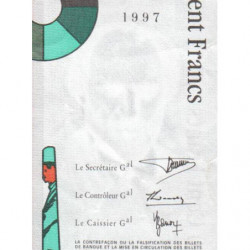 1997
ent Francs
Le Secrétaire Gal
Le Contrôleur Gal
Le Caissier Gal
LA CONTREFAÇON OU LA FALSIFICATION DES BILLETS
DE BANQUE ET LA MISE EN CIRCULATION DES BILLETS